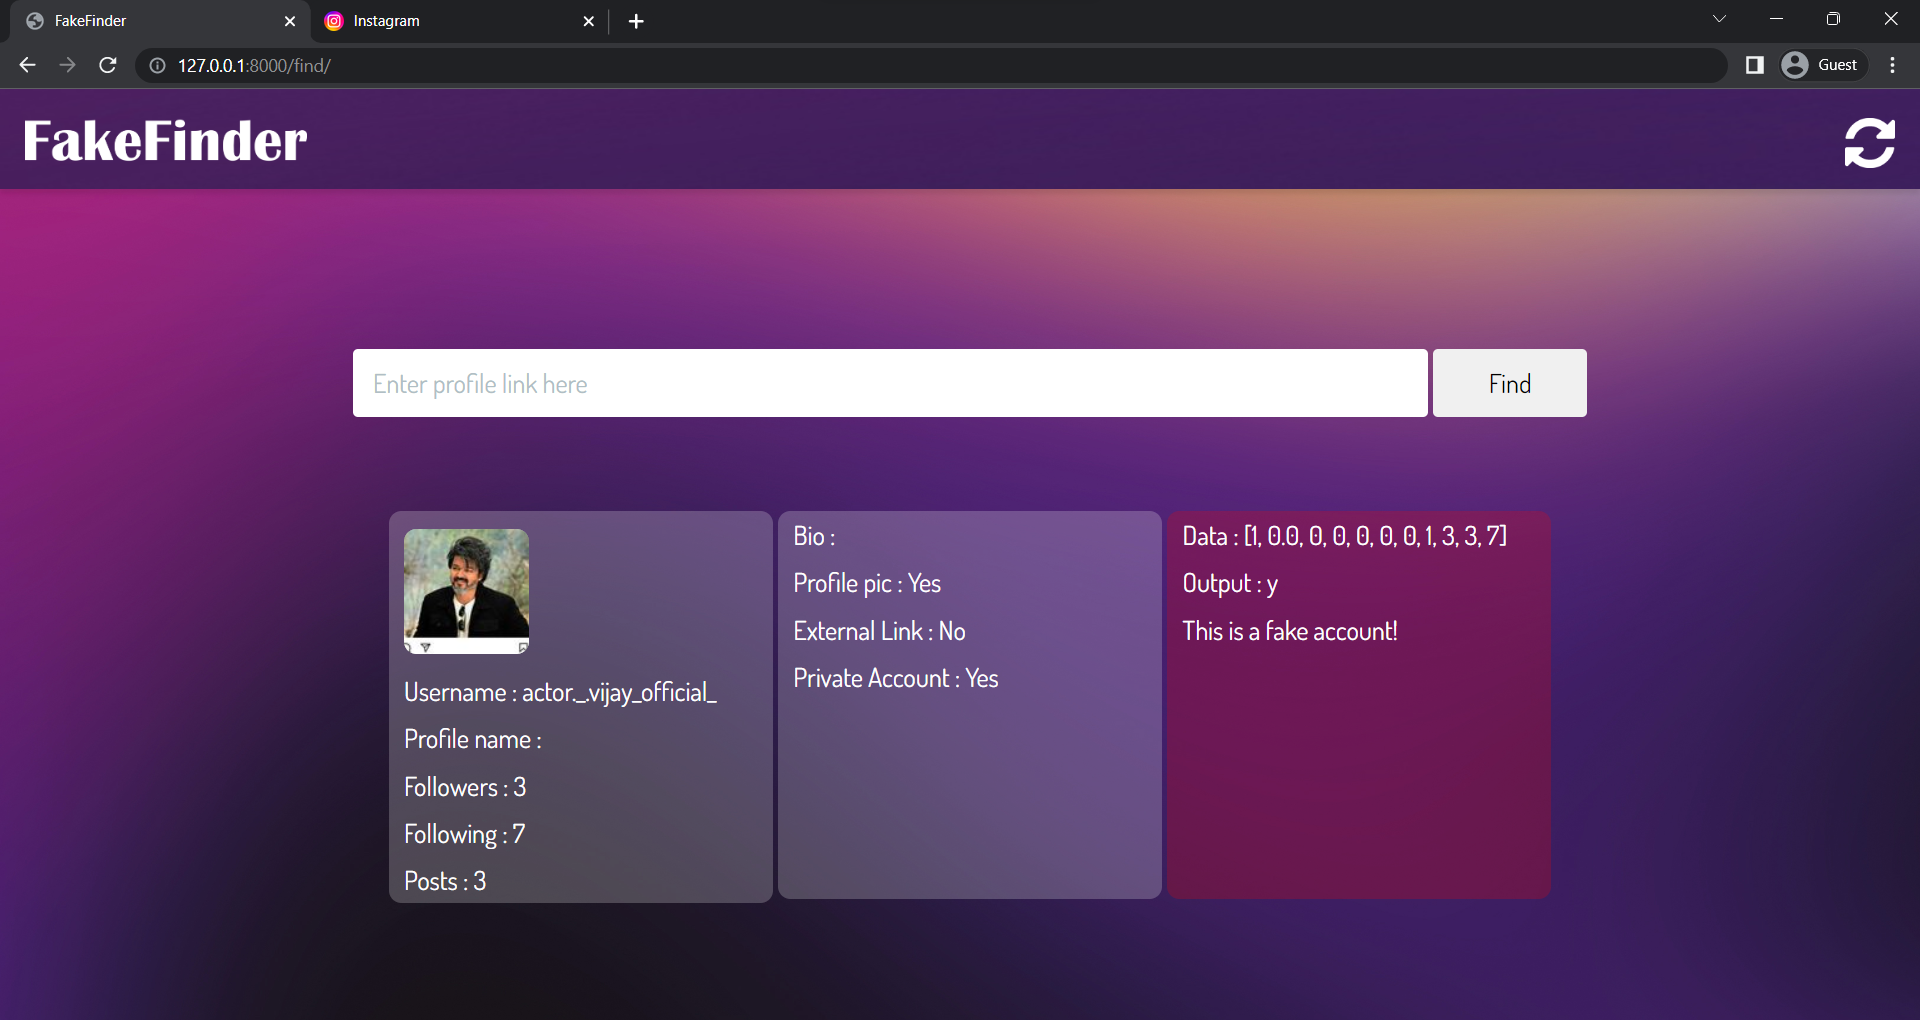 FakeFinder
Instagram
127.0.0.1:8000/find/
Guest
FakeFinder
Enter profile link here
Find
Username : actor._.vijay_official_
Profile name :
Followers : 3
Following : 7
Posts : 3
Bio :
Profile pic : Yes
External Link : No
Private Account : Yes
Data : [1, 0.0, 0, 0, 0, 0, 0, 1, 3, 3, 7]
Output : y
This is a fake account!